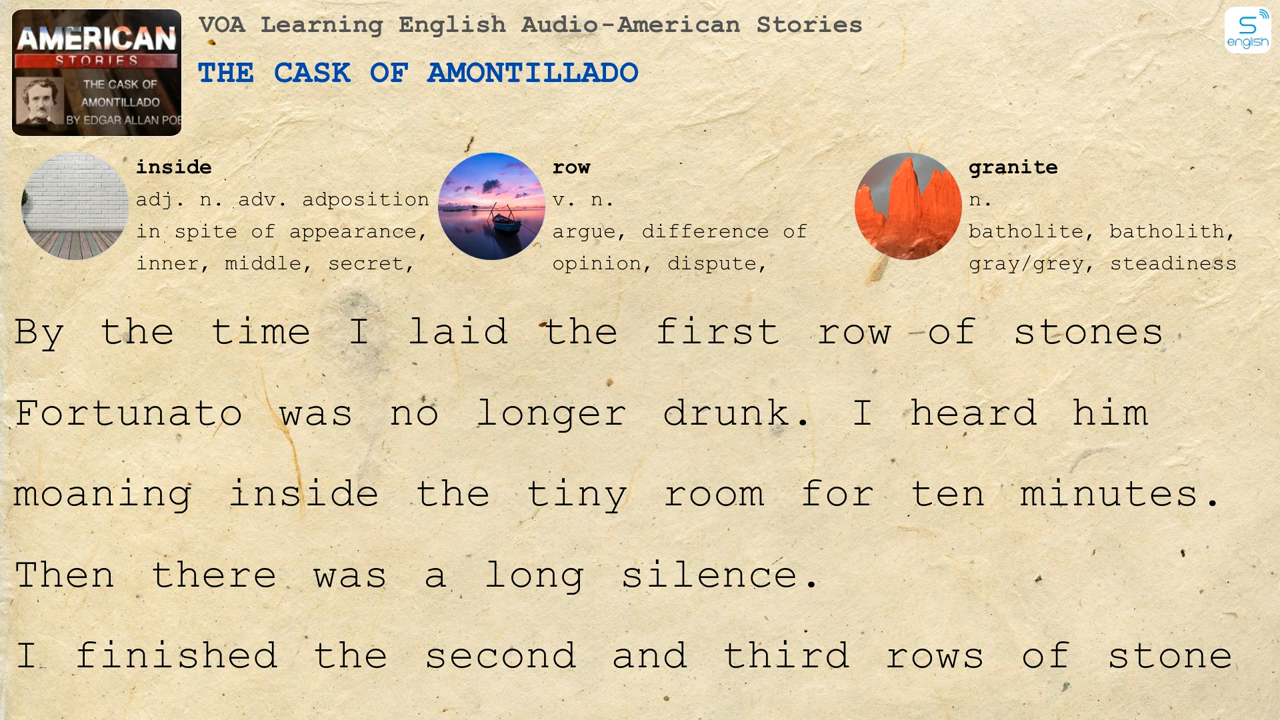 AMERICAN
STORIES
THE CASK OF
AMONTILLADO
BY EDGAR ALLAN POE
VOA Learning English Audio-American Stories
THE CASK OF AMONTILLADO
S
english
inside
adj. n. adv. adposition
in spite of appearance,
inner, middle, secret,
row
v. n.
argue, difference of
opinion, dispute,
granite
n.
batholite, batholith,
gray/grey, steadiness
By the time I laid the first row of stones
Fortunato was no longer drunk. I heard him
moaning inside the tiny room for ten minutes.
Then there was a long silence.
I finished the second and third rows of stone